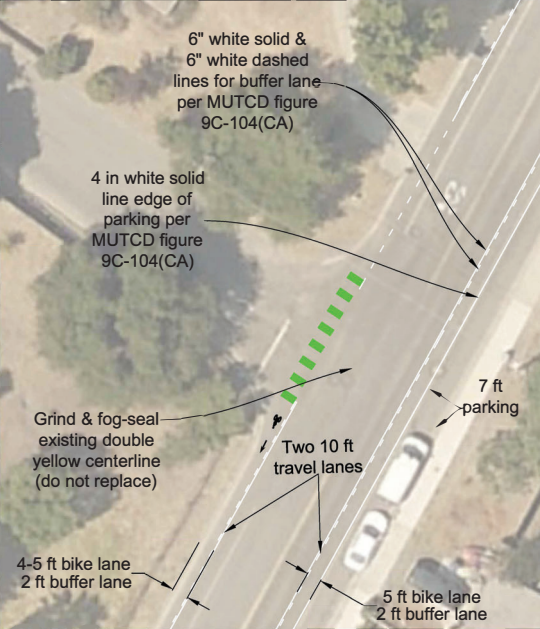 6" white solid &
6" white dashed
lines for buffer lane
per MUTCD figure
9C-104(CA)
4 in white solid
line edge of
parking per
MUTCD figure
9C-104(CA)
7 ft
parking
Grind & fog-seal
existing double
yellow centerline
(do not replace)
Two 10 ft
travel lanes
4-5 ft bike lane
2 ft buffer lane
5 ft bike lane
2 ft buffer lane